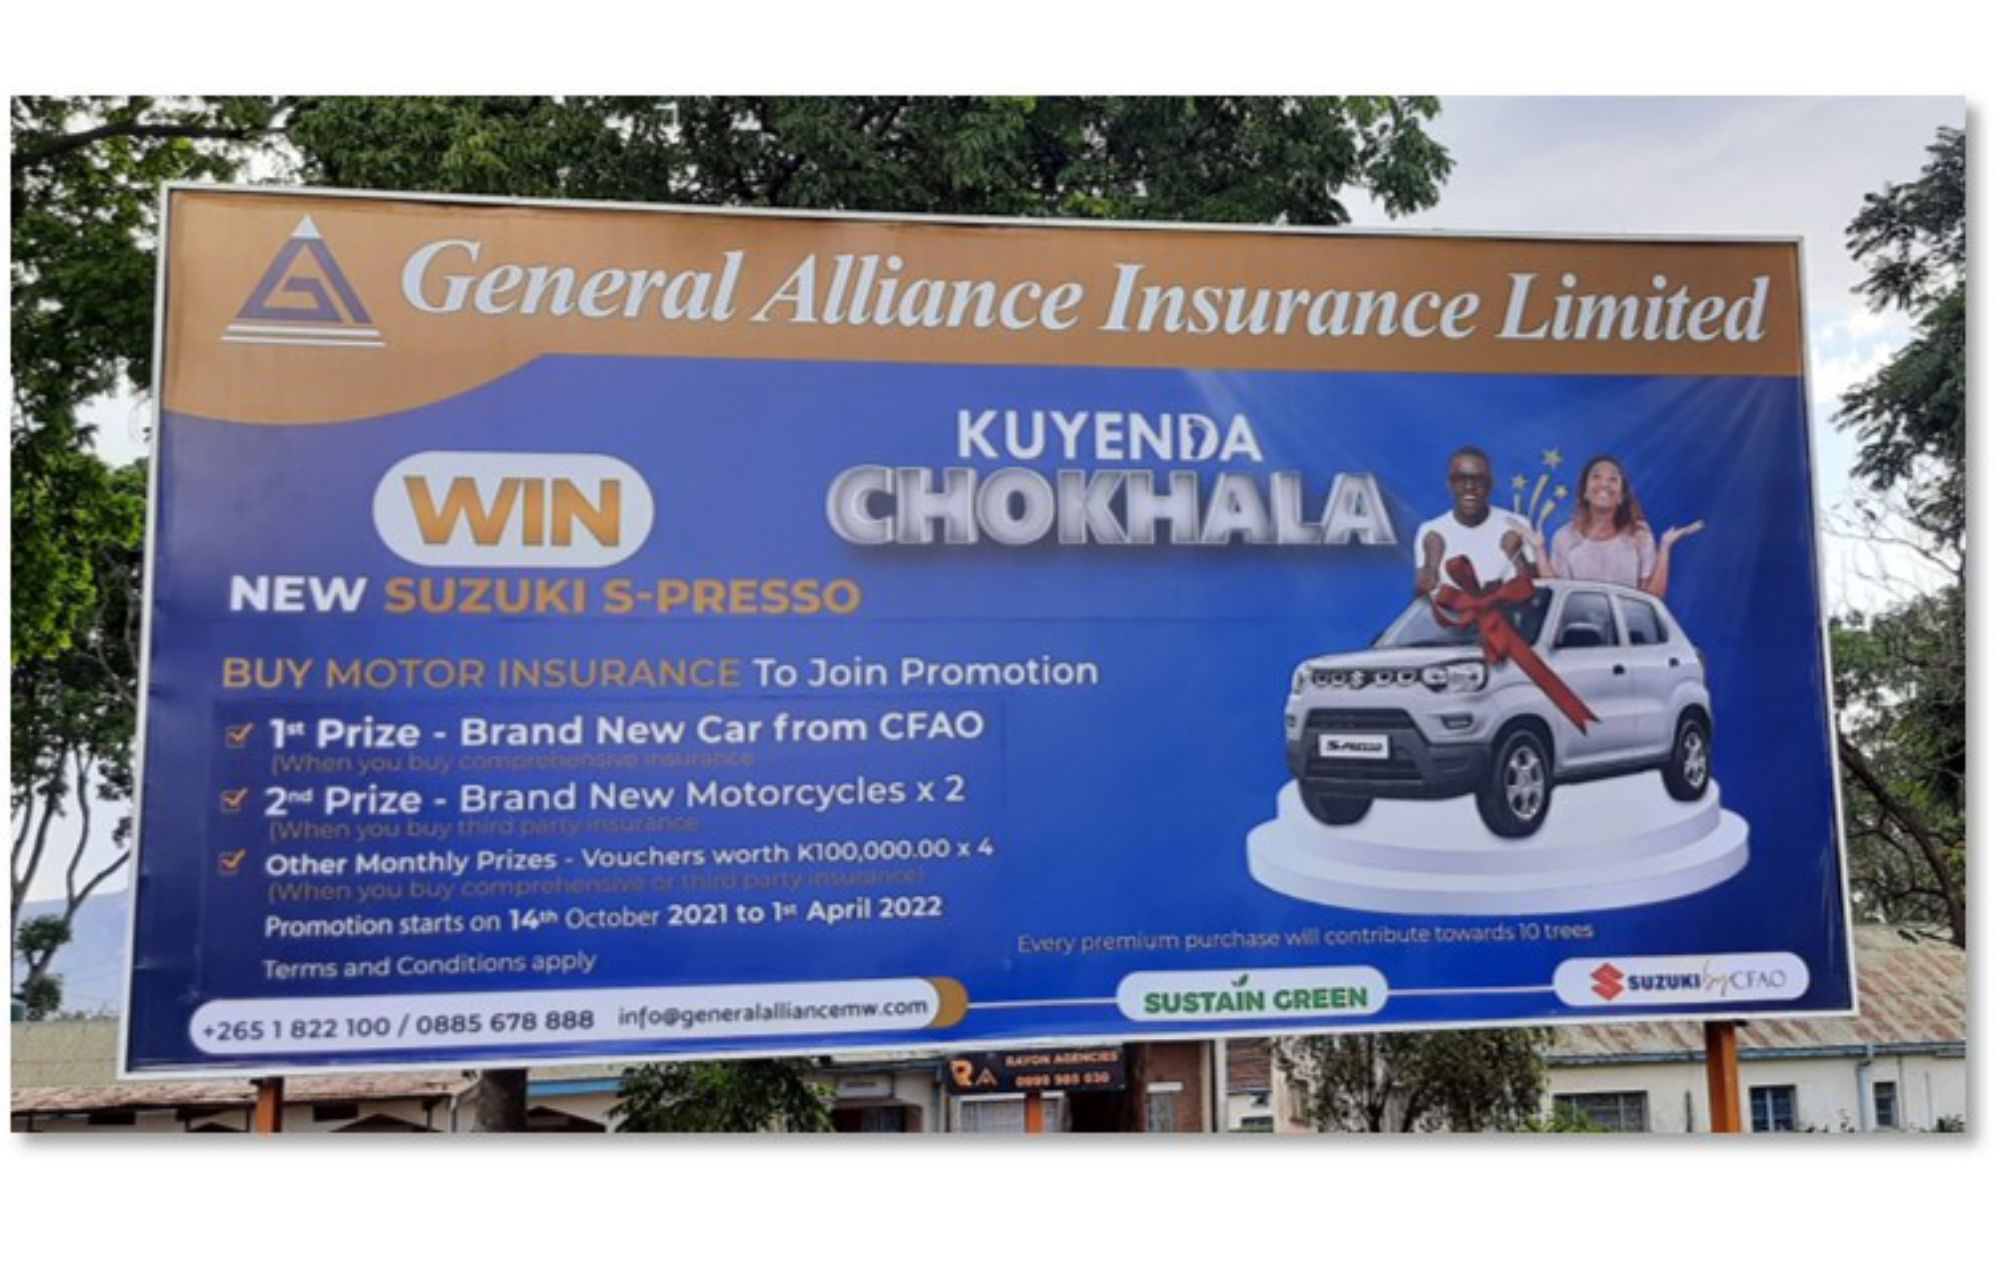 General Alliance Insurance Limited
KUYENDA
CHOKHALA
WIN
NEW SUZUKI S-PRESSO
BUY MOTOR INSURANCE To Join Promotion
1st Prize - Brand New Car from CFAO
(When you buy comprehensive insurance
2nd Prize - Brand New Motorcycles x 2
(When you buy third party insurance
Other Monthly Prizes - Vouchers worth K100,000.00 x 4
(When you buy comprehensive or third party insurance)
Promotion starts on 14th October 2021 to 1st April 2022
Terms and Conditions apply
S-PRESSO
Every premium purchase will contribute towards 10 trees
+265 1 822 100 / 0885 678 888 info@generalalliancemw.com
SUSTAIN GREEN
SUZUKI by CFAO
RA
RAYON AGENCIES